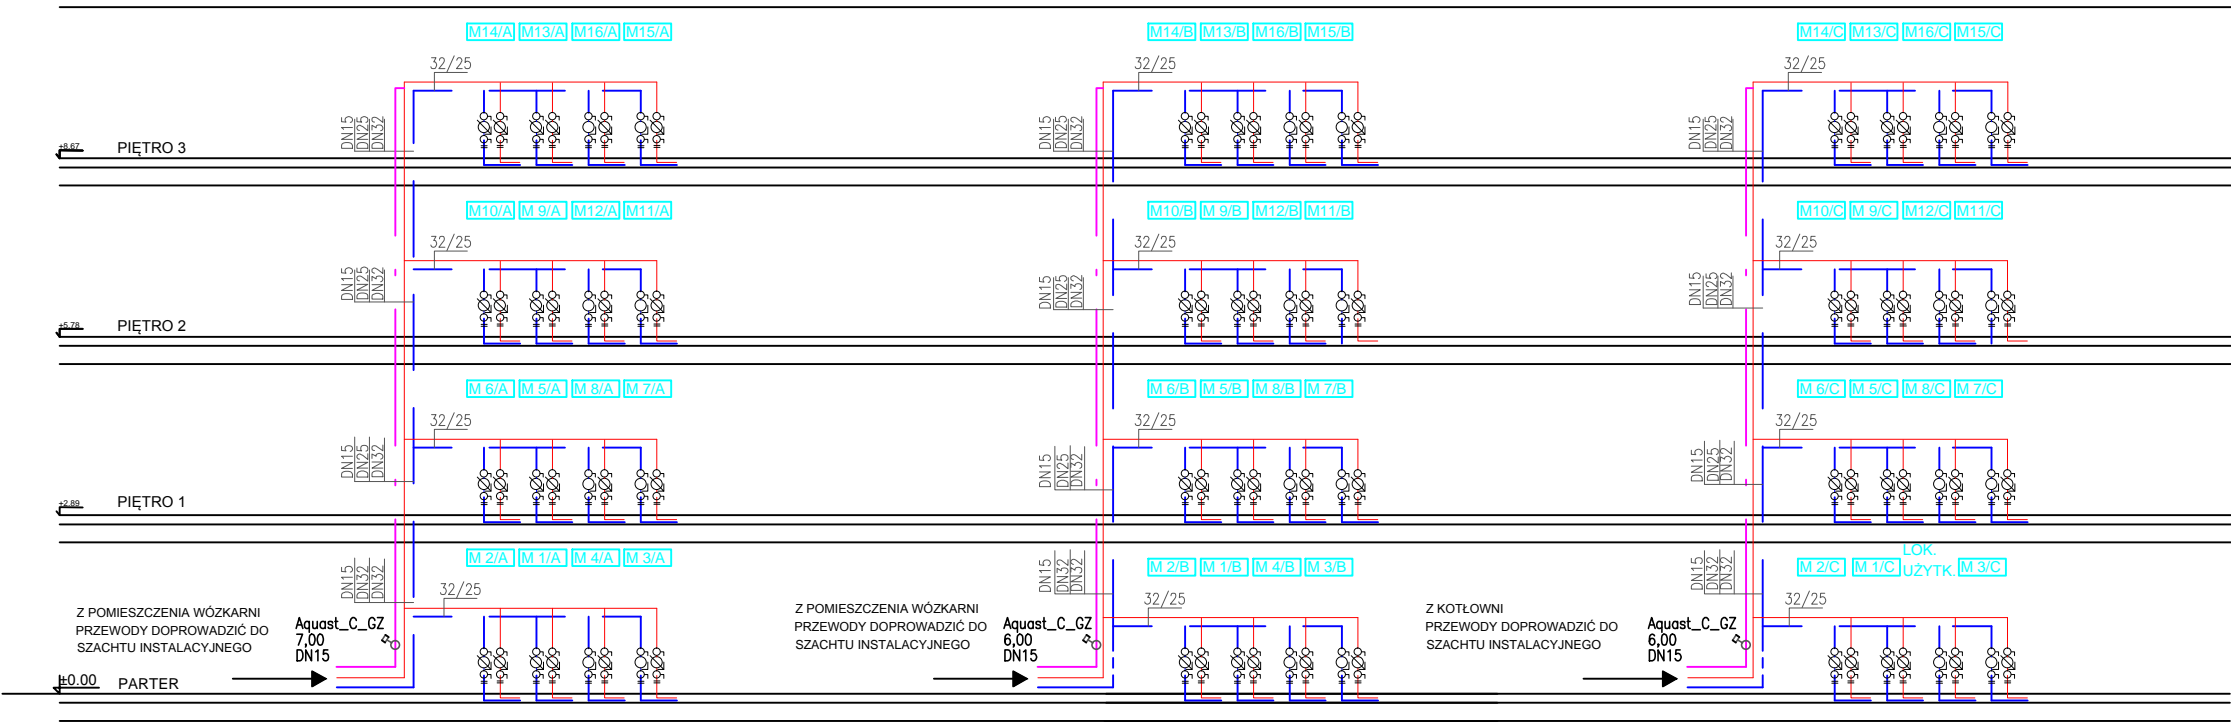 M14/A M13/A M16/A M15/A
M14/B M13/B M16/B M15/B
M14/C M13/C M16/C M15/C
32/25
32/25
32/25
DN15
DN25
DN32
DN15
DN25
DN32
DN15
DN25
DN32
+8.67
PIĘTRO 3
M10/A M 9/A M12/A M11/A
M10/B M 9/B M12/B M11/B
M10/C M 9/C M12/C M11/C
32/25
32/25
32/25
DN15
DN25
DN32
DN15
DN25
DN32
DN15
DN25
DN32
+5.78
PIĘTRO 2
M 6/A M 5/A M 8/A M 7/A
M 6/B M 5/B M 8/B M 7/B
M 6/C M 5/C M 8/C M 7/C
32/25
32/25
32/25
DN15
DN25
DN32
DN15
DN25
DN32
DN15
DN25
DN32
+2.89
PIĘTRO 1
M 2/A M 1/A M 4/A M 3/A
M 2/B M 1/B M 4/B M 3/B
M 2/C M 1/C LOK.
UŻYTK. M 3/C
DN15
DN32
DN32
DN15
DN32
DN32
DN15
DN32
DN32
32/25
32/25
32/25
Z POMIESZCZENIA WÓZKARNI
PRZEWODY DOPROWADZIĆ DO
SZACHTU INSTALACYJNEGO
Aquast_C_GZ
7,00
DN15
Z POMIESZCZENIA WÓZKARNI
PRZEWODY DOPROWADZIĆ DO
SZACHTU INSTALACYJNEGO
Aquast_C_GZ
6,00
DN15
Z KOTŁOWNI
PRZEWODY DOPROWADZIĆ DO
SZACHTU INSTALACYJNEGO
Aquast_C_GZ
6,00
DN15
±0.00
PARTER